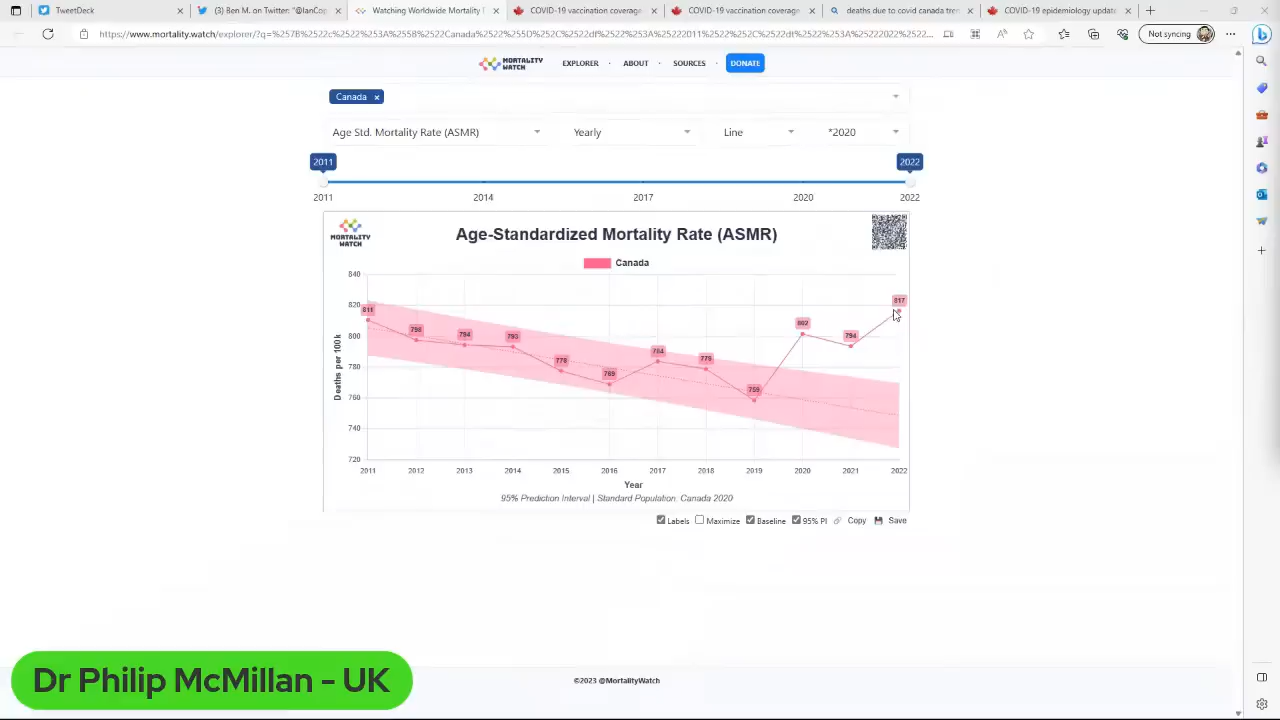 TweetDeck
(3) Ben M. on Twitter: "@JanCop
Watching Worldwide Mortality D
COVID-19 vaccination coverage
COVID-19 vaccination coverage
deaths due to covid canada tren
COVID-19 epidemiology update
Not syncing
MORTALITY WATCH EXPLORER · ABOUT · SOURCES · DONATE
Canada ×
Age Std. Mortality Rate (ASMR) Yearly Line *2020
2011 2022
2011 2014 2017 2020 2022
MORTALITY WATCH
Age-Standardized Mortality Rate (ASMR)
Canada
840
820
800
780
760
740
720
Deaths per 100k
811 798 794 793 778 769 784 779 759 802 794 817
2011 2012 2013 2014 2015 2016 2017 2018 2019 2020 2021 2022
Year
95% Prediction Interval | Standard Population: Canada 2020
Labels Maximize Baseline 95% PI Copy Save
Dr Philip McMillan - UK
©2023 @MortalityWatch